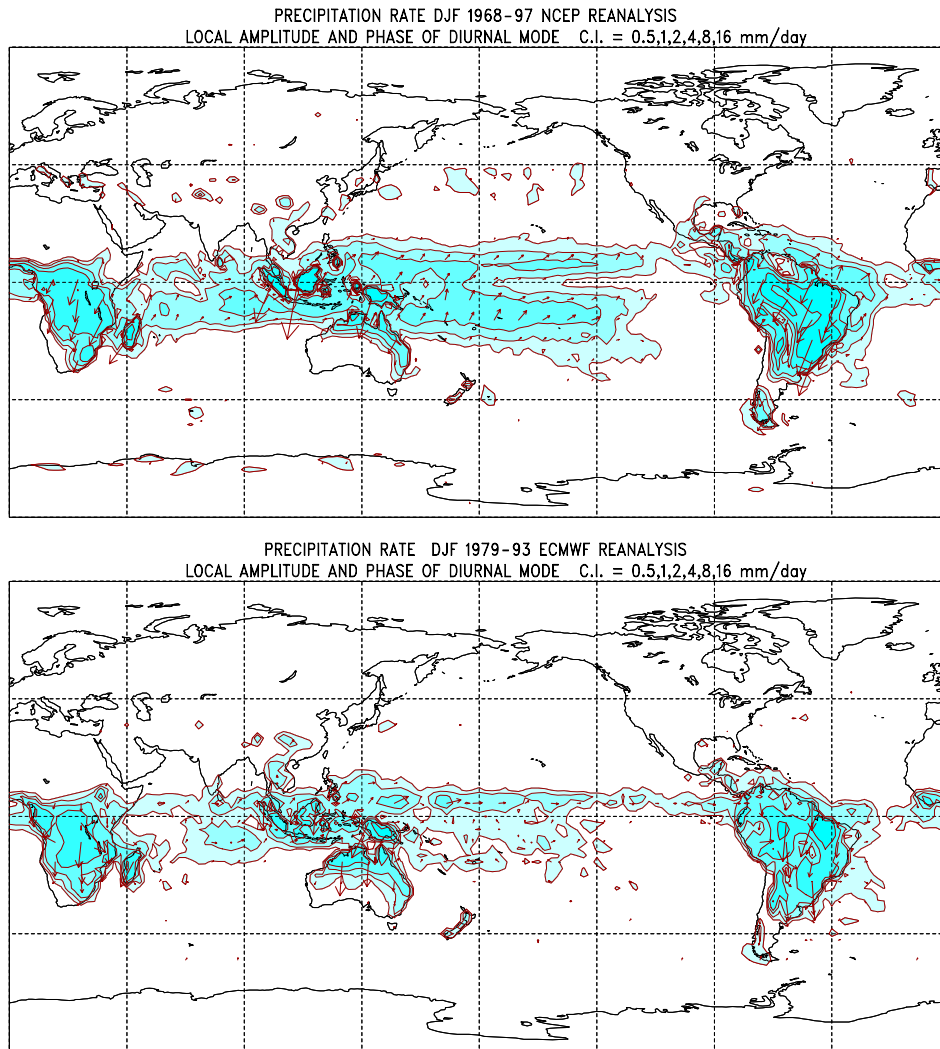 PRECIPITATION RATE DJF 1968-97 NCEP REANALYSIS
LOCAL AMPLITUDE AND PHASE OF DIURNAL MODE C.I. = 0.5,1,2,4,8,16 mm/day
PRECIPITATION RATE DJF 1979-93 ECMWF REANALYSIS
LOCAL AMPLITUDE AND PHASE OF DIURNAL MODE C.I. = 0.5,1,2,4,8,16 mm/day